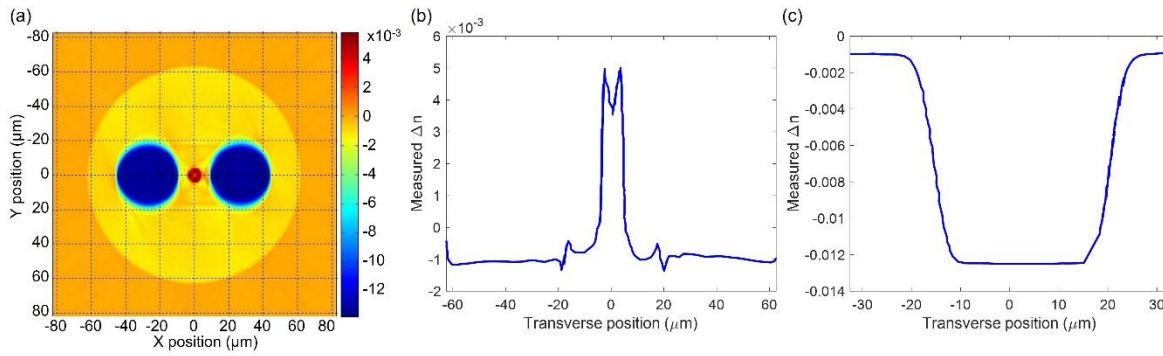 (a)
x10-3
-80
-60
-40
-20
0
20
40
60
80
Y position (µm)
-80 -60 -40 -20 0 20 40 60 80
X position (µm)
4
2
0
-2
-4
-6
-8
-10
-12
(b)
×10-3
6
5
4
3
2
1
0
-1
-2
Measured Δn
-60 -40 -20 0 20 40 60
Transverse position (μm)
(c)
0
-0.002
-0.004
-0.006
-0.008
-0.01
-0.012
-0.014
Measured Δn
-30 -20 -10 0 10 20 30
Transverse position (μm)